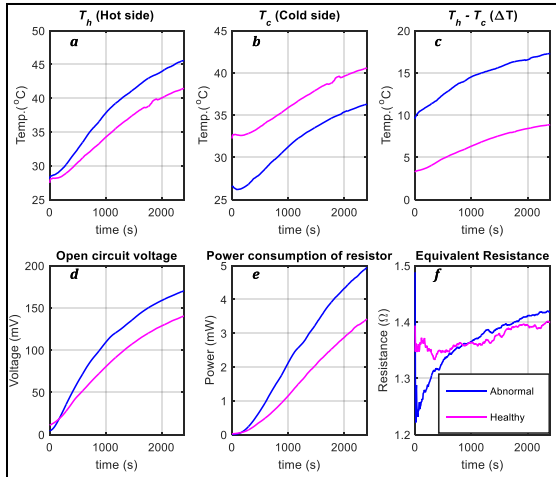 T_h (Hot side)
T_c (Cold side)
T_h - T_c (ΔT)
a
b
c
Temp.(°C)
Temp.(°C)
Temp.(°C)
50
45
40
35
30
25
45
40
35
30
25
20
15
10
5
0
0 1000 2000
0 1000 2000
0 1000 2000
time (s)
time (s)
time (s)
Open circuit voltage
Power consumption of resistor
Equivalent Resistance
d
e
f
Voltage (mV)
Power (mW)
Resistance (Ω)
200
150
100
50
0
5
4
3
2
1
0
1.5
1.4
1.3
1.2
Abnormal
Healthy
0 1000 2000
0 1000 2000
0 1000 2000
time (s)
time (s)
time (s)